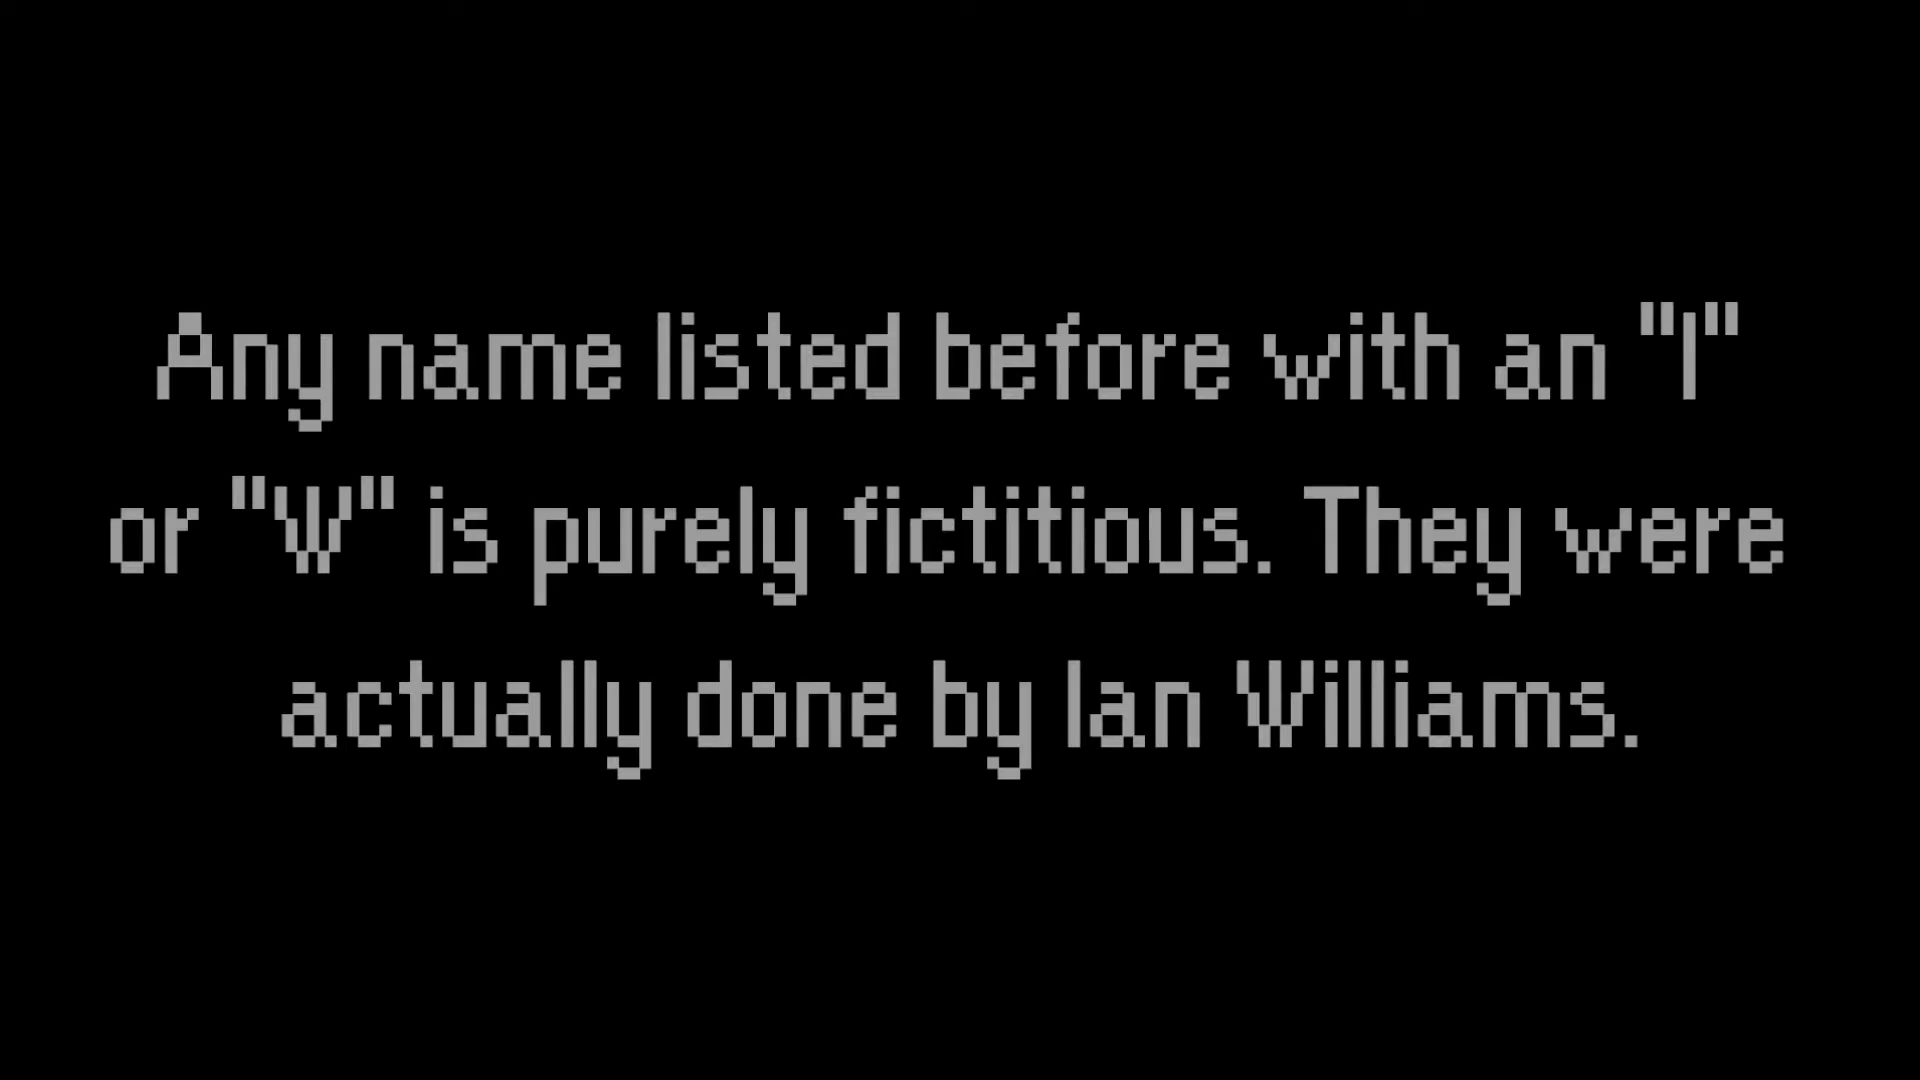 Any name listed before with an "I"
or "W" is purely fictitious. They were
actually done by Ian Williams.